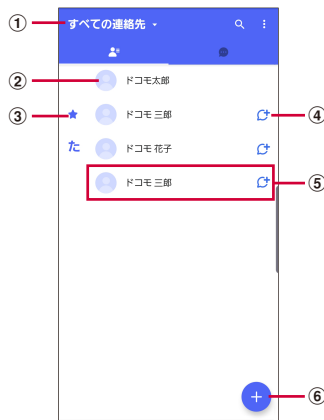 ① すべての連絡先
② ドコモ太郎
③ ドコモ 三郎 ④
た ドコモ 花子
ドコモ 三郎 ⑤
⑥